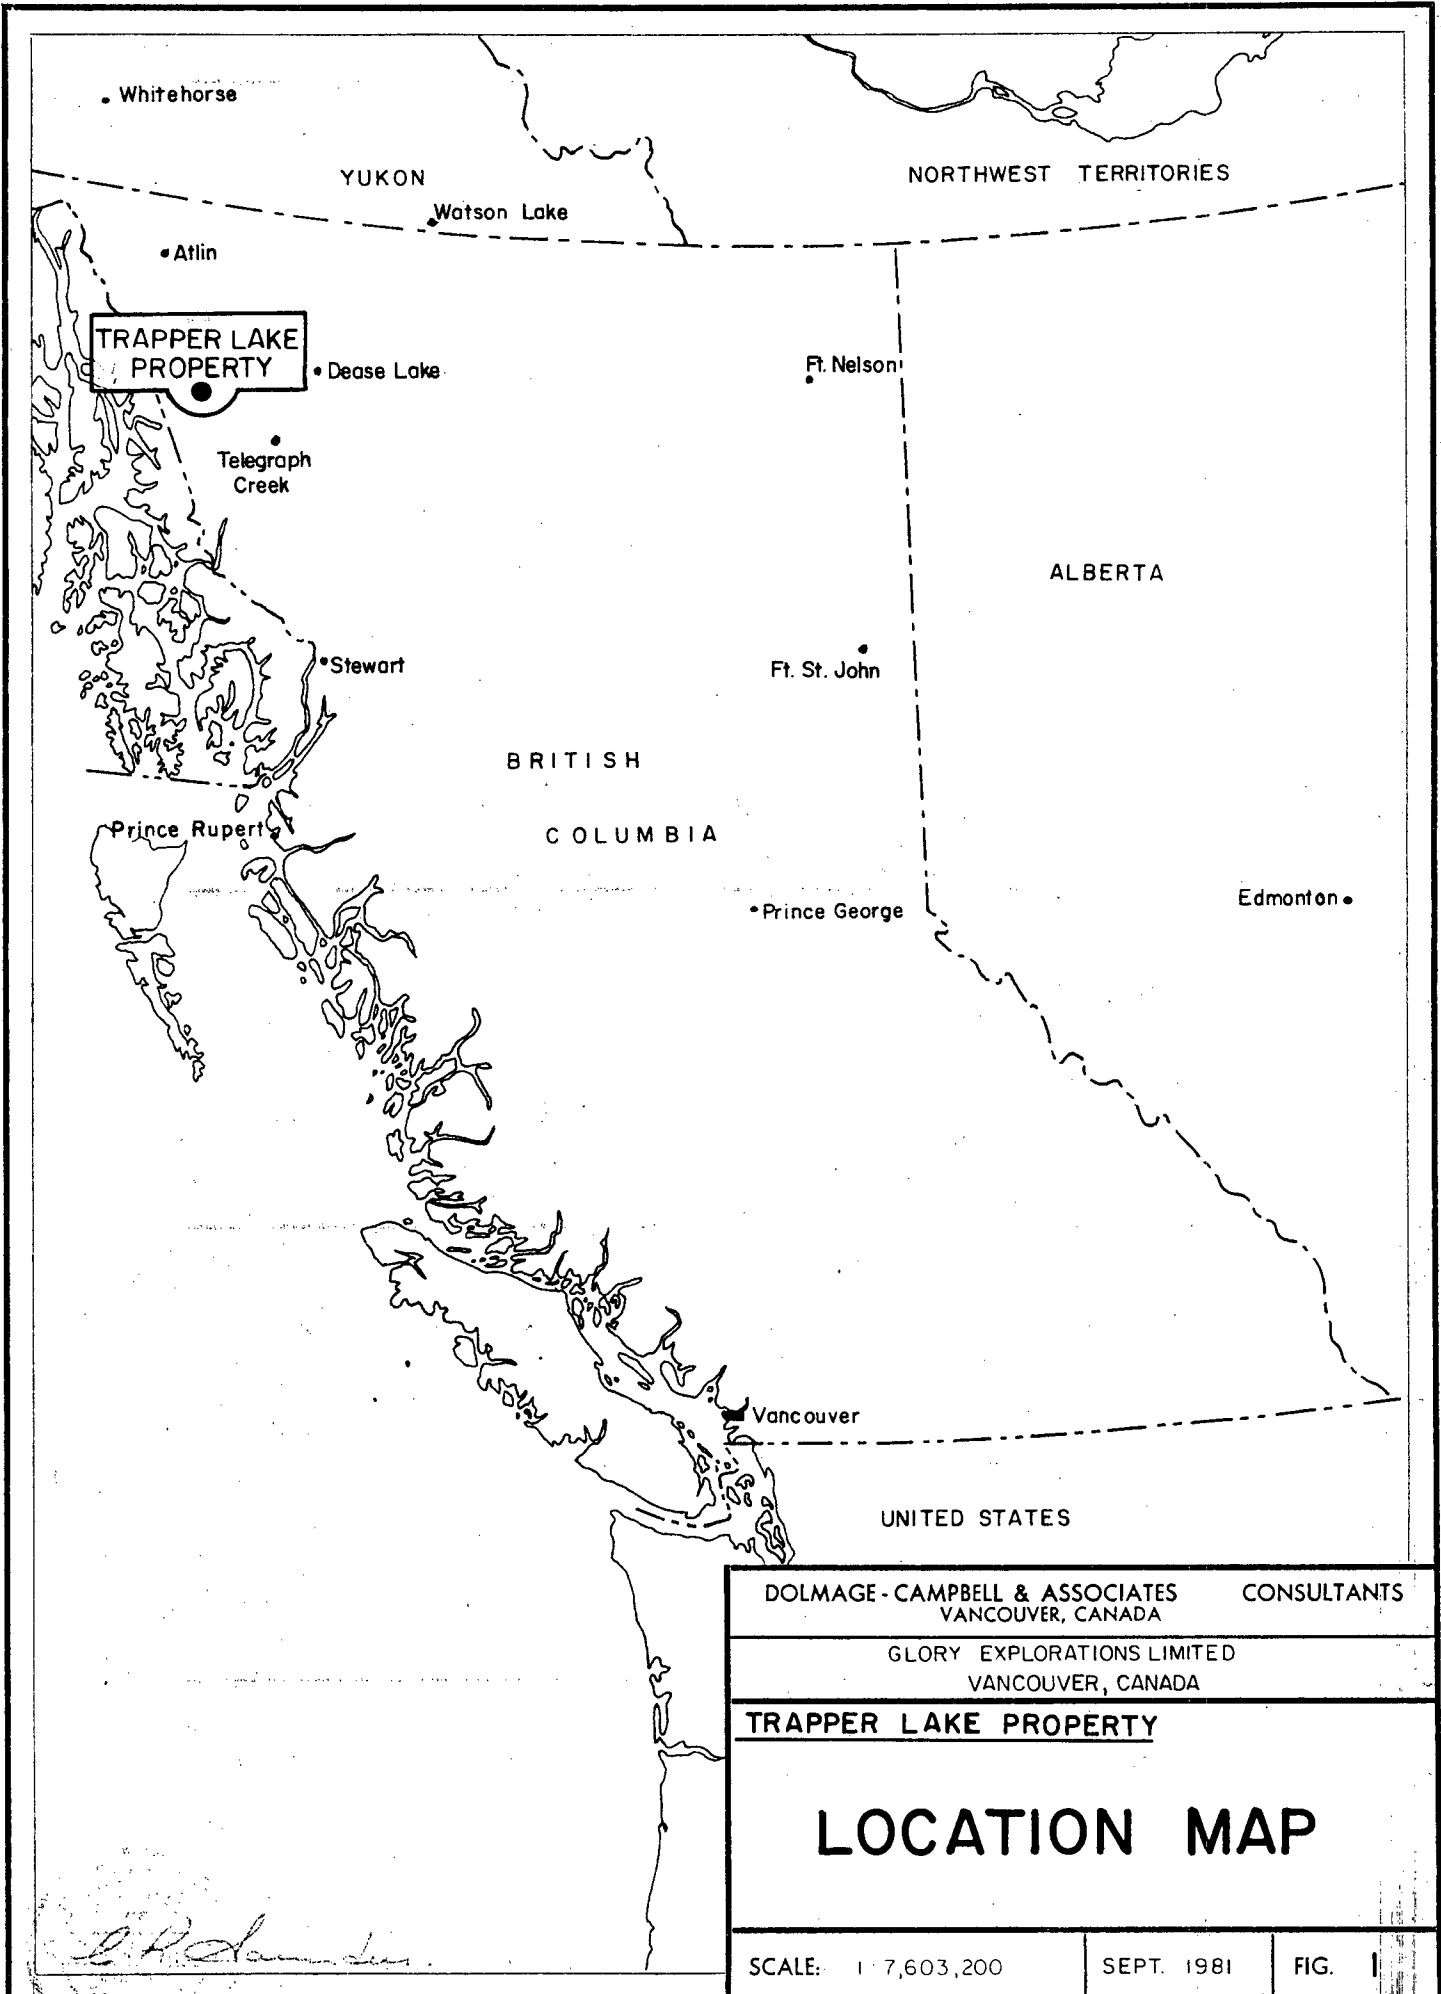 Whitehorse
YUKON
NORTHWEST TERRITORIES
Watson Lake
Atlin
TRAPPER LAKE
PROPERTY
Dease Lake
Ft. Nelson
Telegraph
Creek
ALBERTA
Stewart
Ft. St. John
BRITISH
COLUMBIA
Prince Rupert
Edmonton
Prince George
Vancouver
UNITED STATES
DOLMAGE-CAMPBELL & ASSOCIATES CONSULTANTS
VANCOUVER, CANADA
GLORY EXPLORATIONS LIMITED
VANCOUVER, CANADA
TRAPPER LAKE PROPERTY
LOCATION MAP
SCALE: 1:7,603,200
SEPT. 1981
FIG. 1